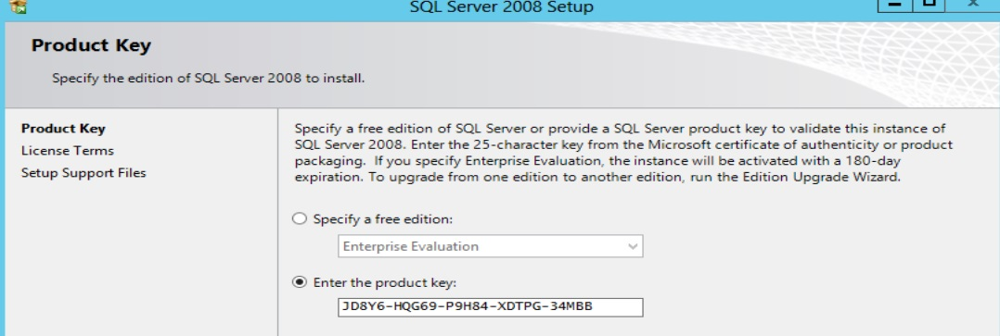 SQL Server 2008 Setup
Product Key
Specify the edition of SQL Server 2008 to install.
Product Key
License Terms
Setup Support Files
Specify a free edition of SQL Server or provide a SQL Server product key to validate this instance of
SQL Server 2008. Enter the 25-character key from the Microsoft certificate of authenticity or product
packaging. If you specify Enterprise Evaluation, the instance will be activated with a 180-day
expiration. To upgrade from one edition to another edition, run the Edition Upgrade Wizard.
Specify a free edition:
Enterprise Evaluation
Enter the product key:
JD8Y6-HQG69-P9H84-XDTPG-34MBB